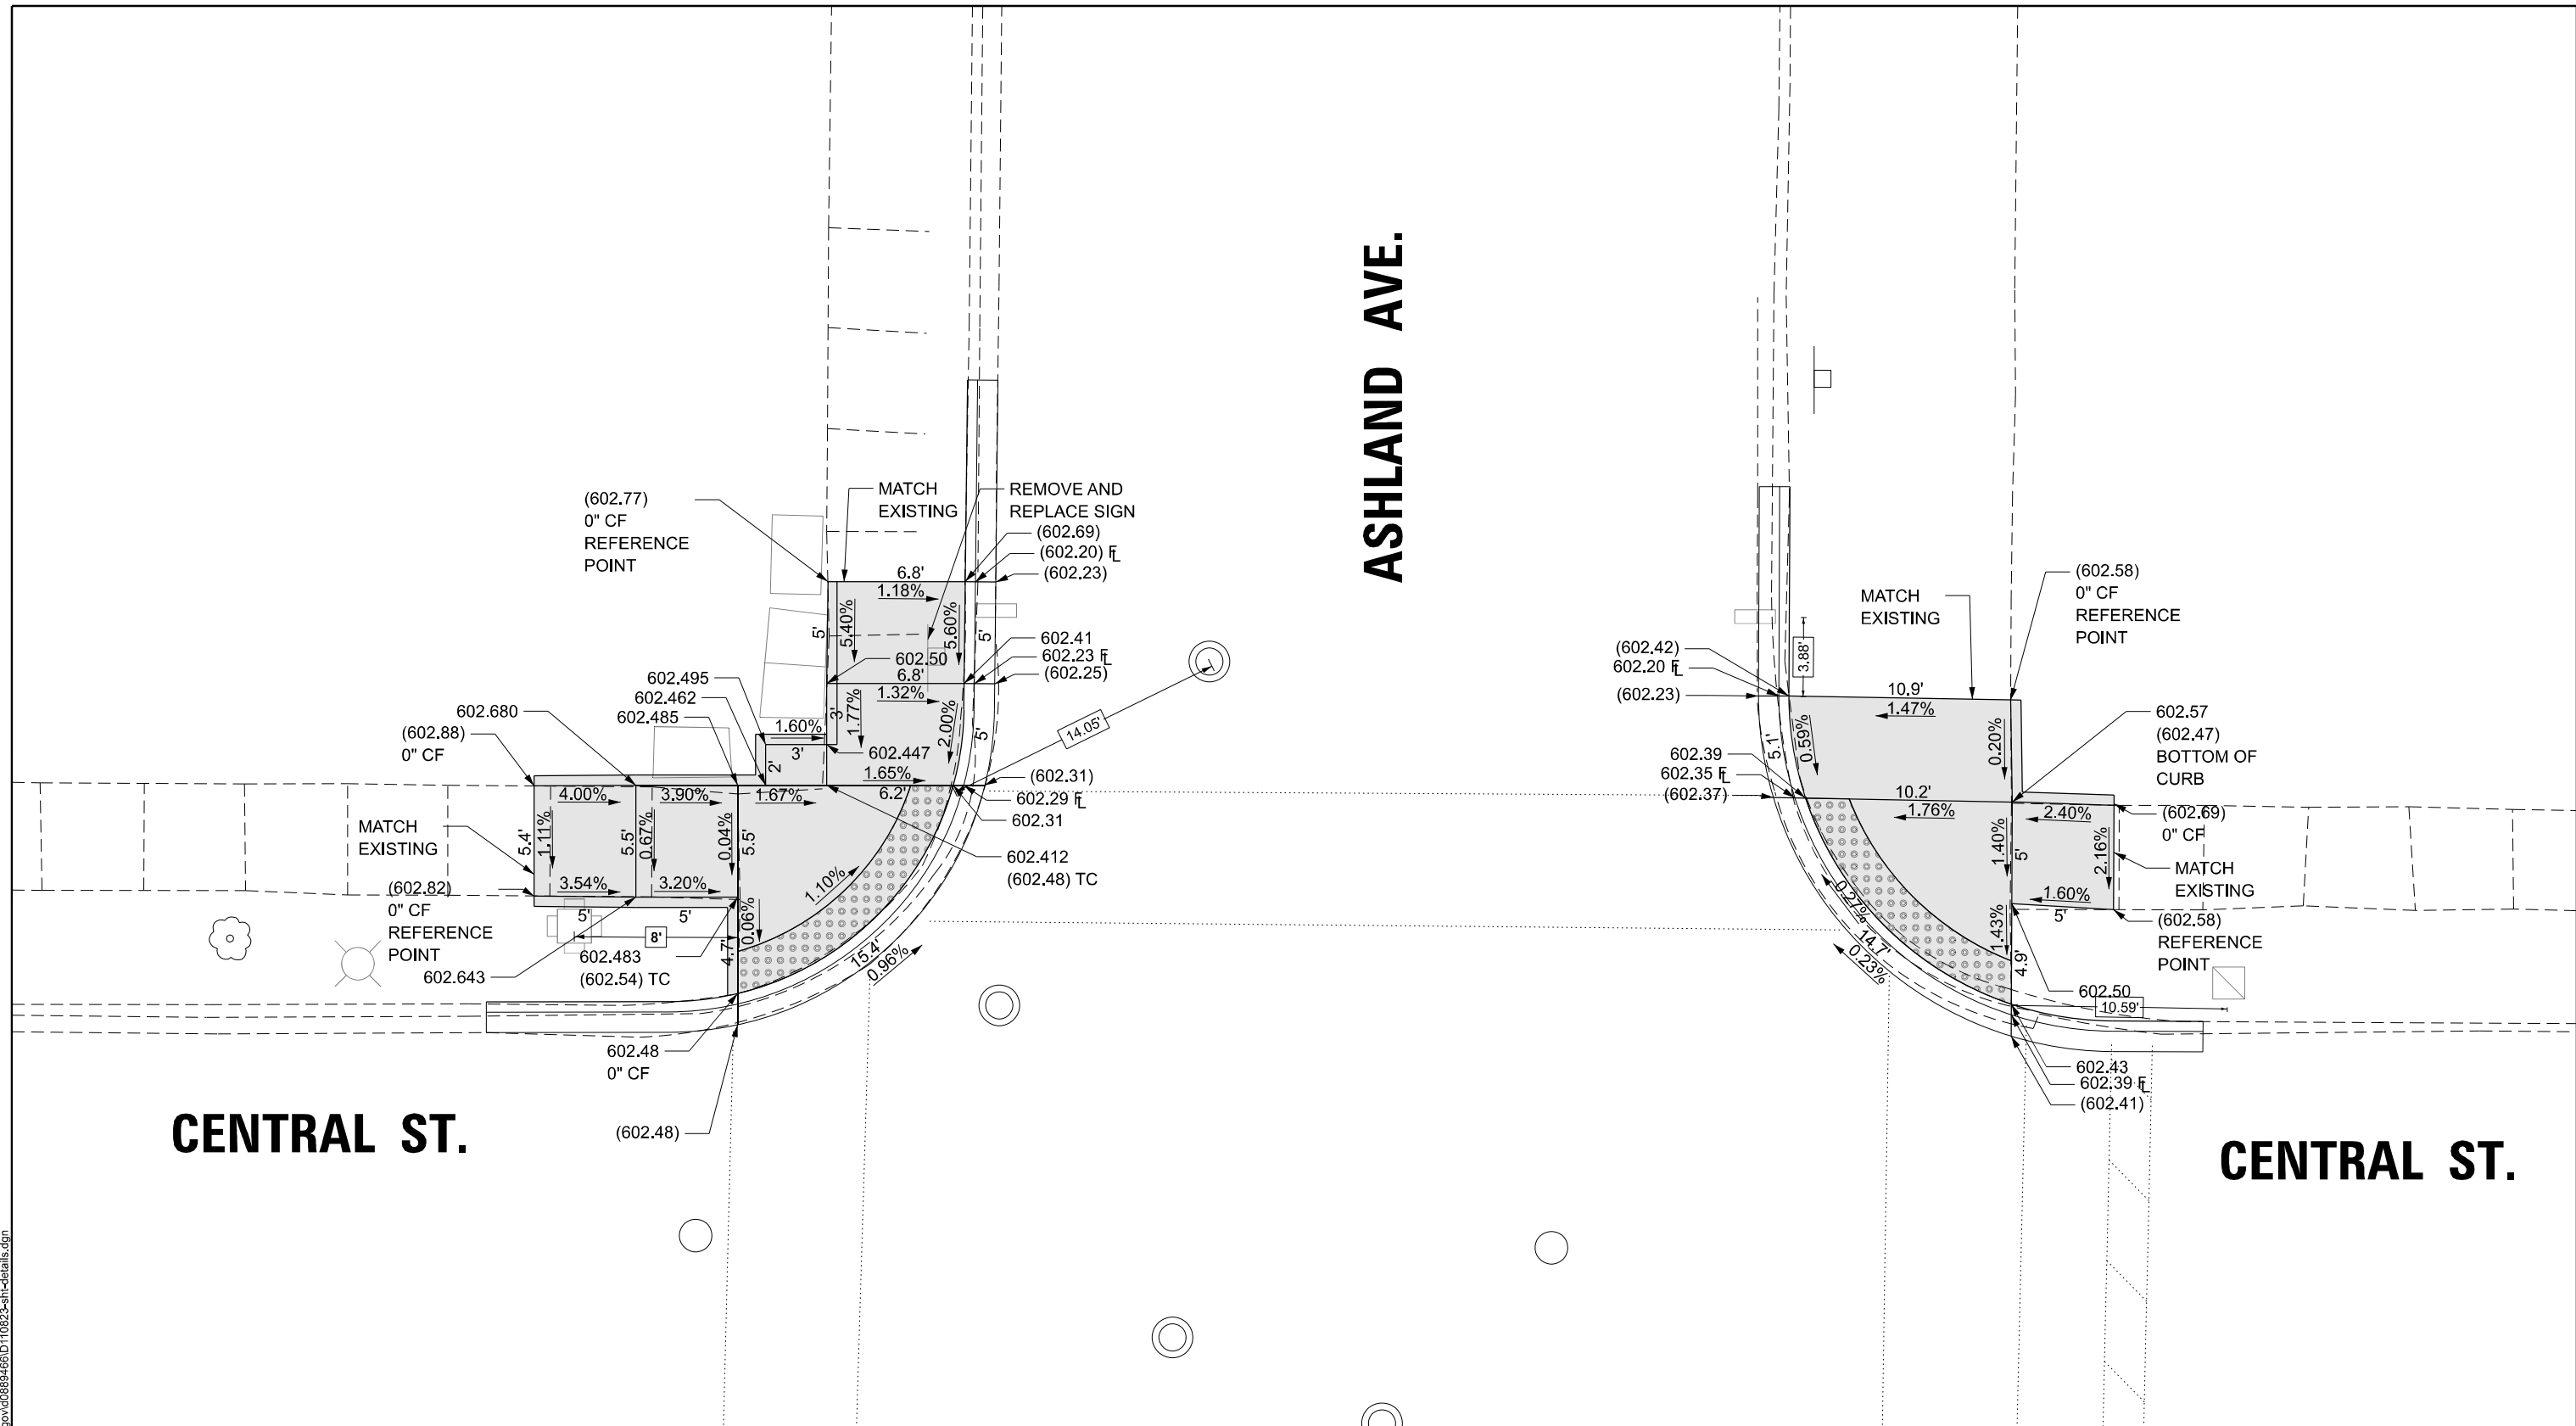 ASHLAND AVE.
CENTRAL ST.
CENTRAL ST.
(602.77)
0" CF
REFERENCE
POINT
MATCH
EXISTING
REMOVE AND
REPLACE SIGN
(602.69)
(602.20) FL
(602.23)
6.8'
1.18%
5.40%
5.60%
5'
5'
602.41
602.23 FL
(602.25)
602.50
6.8'
1.32%
602.495
602.462
602.485
602.680
(602.88)
0" CF
1.60%
3'
3'
1.77%
2.00%
5'
2'
602.447
14.05'
1.65%
6.2'
(602.31)
602.29 FL
602.31
4.00%
3.90%
1.67%
MATCH
EXISTING
5.4'
1.11%
5.5'
0.67%
0.04%
5.5'
602.412
(602.48) TC
3.54%
3.20%
1.10%
(602.82)
0" CF
REFERENCE
POINT
5'
5'
8'
0.06%
4.7'
602.643
602.483
(602.54) TC
15.4'
0.96%
602.48
0" CF
(602.48)
(602.58)
0" CF
REFERENCE
POINT
MATCH
EXISTING
(602.42)
602.20 FL
(602.23)
3.88'
10.9'
1.47%
5.1'
0.59%
0.20%
602.57
(602.47)
BOTTOM OF
CURB
602.39
602.35 FL
(602.37)
10.2'
1.76%
2.40%
(602.69)
0" CF
1.40%
5'
2.16%
MATCH
EXISTING
1.60%
5'
(602.58)
REFERENCE
POINT
0.27%
14.7'
0.23%
1.43%
4.9'
602.50
10.59'
602.43
602.39 FL
(602.41)
gov\d0889466\D110823-sht-details.dgn